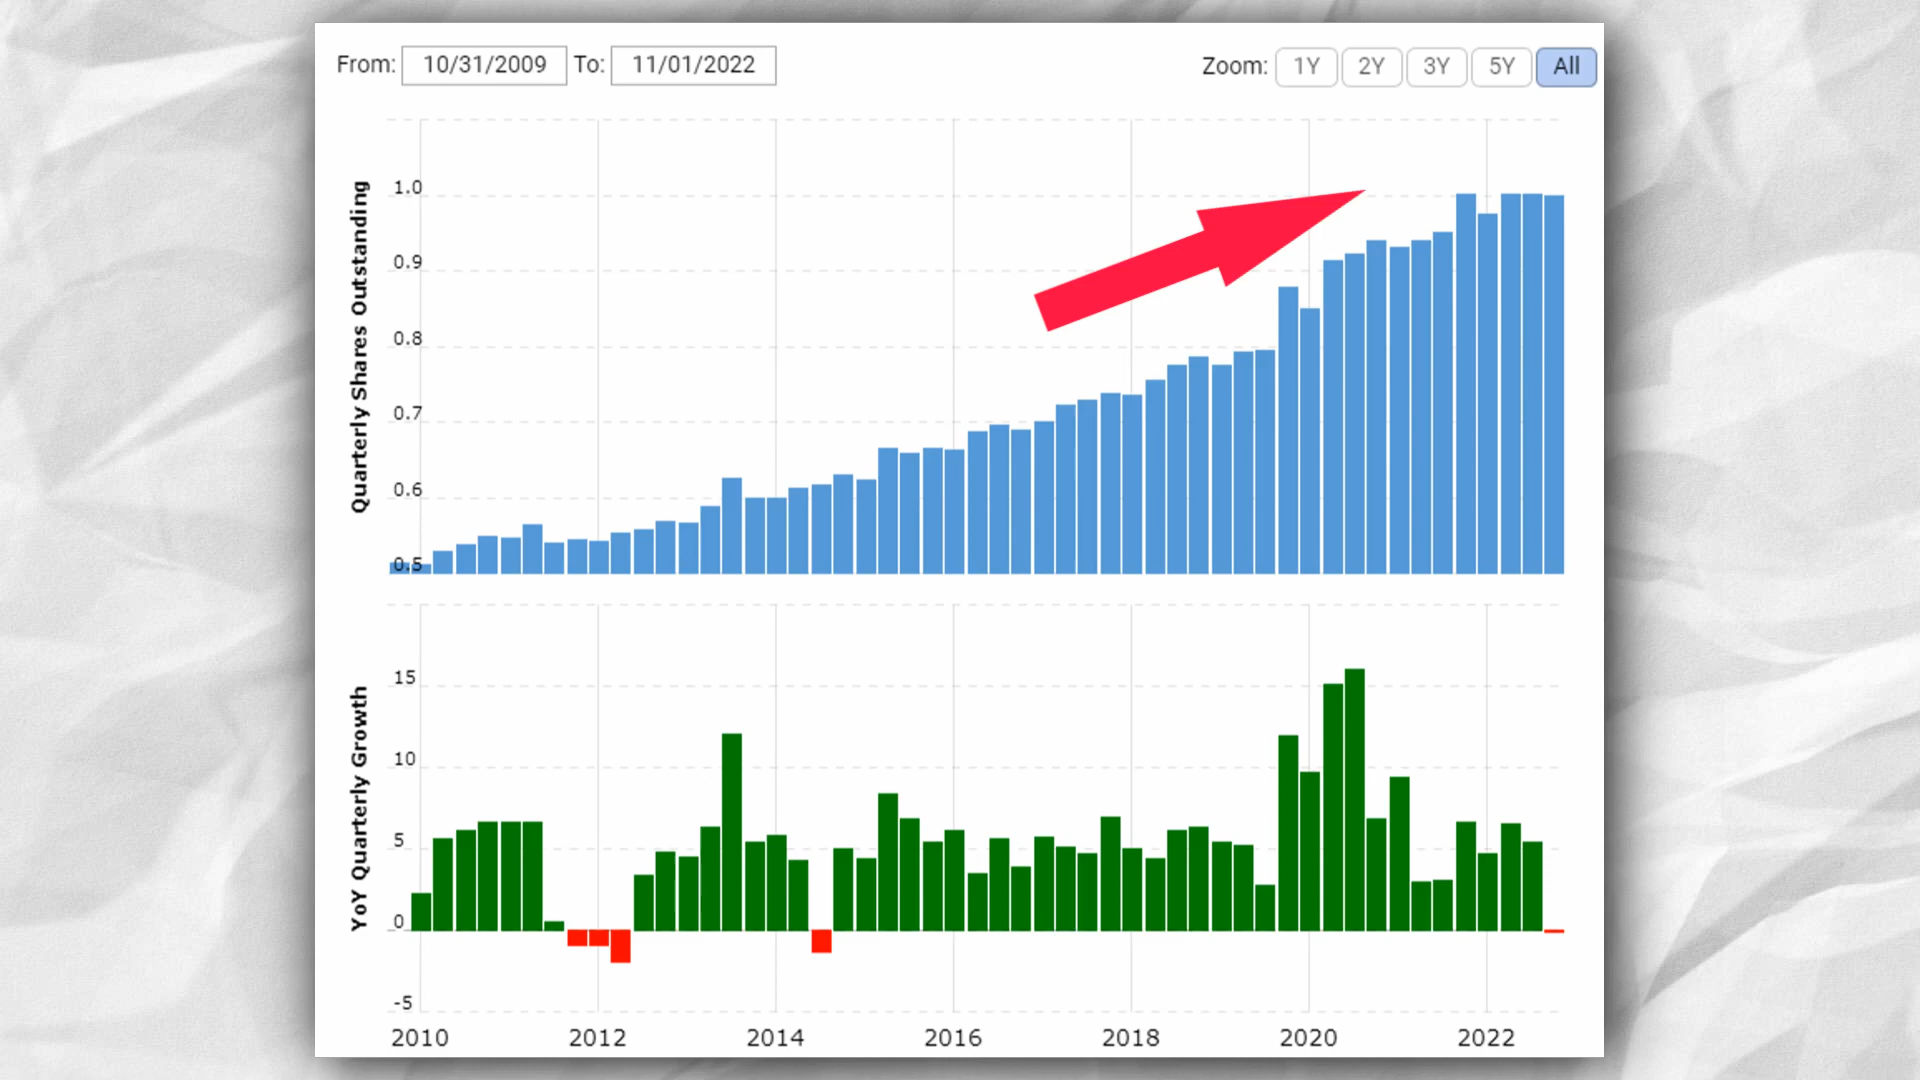 From: 10/31/2009 To: 11/01/2022 Zoom: 1Y 2Y 3Y 5Y All
Quarterly Shares Outstanding
1.0
0.9
0.8
0.7
0.6
0.5
YoY Quarterly Growth
15
10
5
0
-5
2010 2012 2014 2016 2018 2020 2022